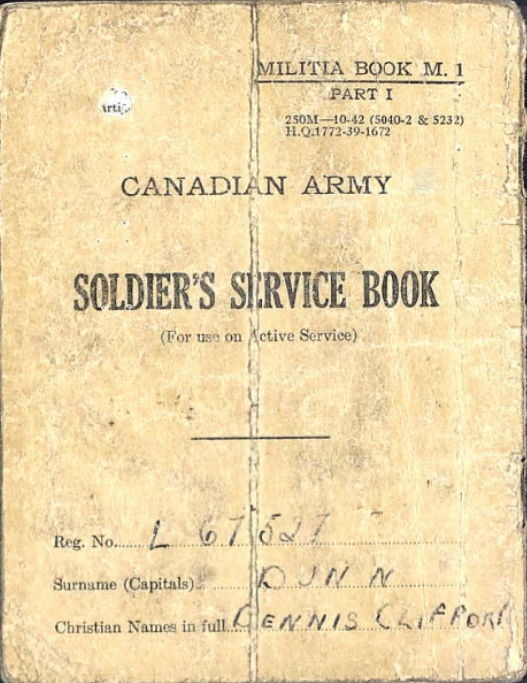 MILITIA BOOK M. 1
PART I
250M—10-42 (5040-2 & 5232)
H.Q.1772-39-1672
CANADIAN ARMY
SOLDIER'S SERVICE BOOK
(For use on Active Service)
Reg. No. L 67527
Surname (Capitals) DUNN
Christian Names in full DENNIS CLIFFORD